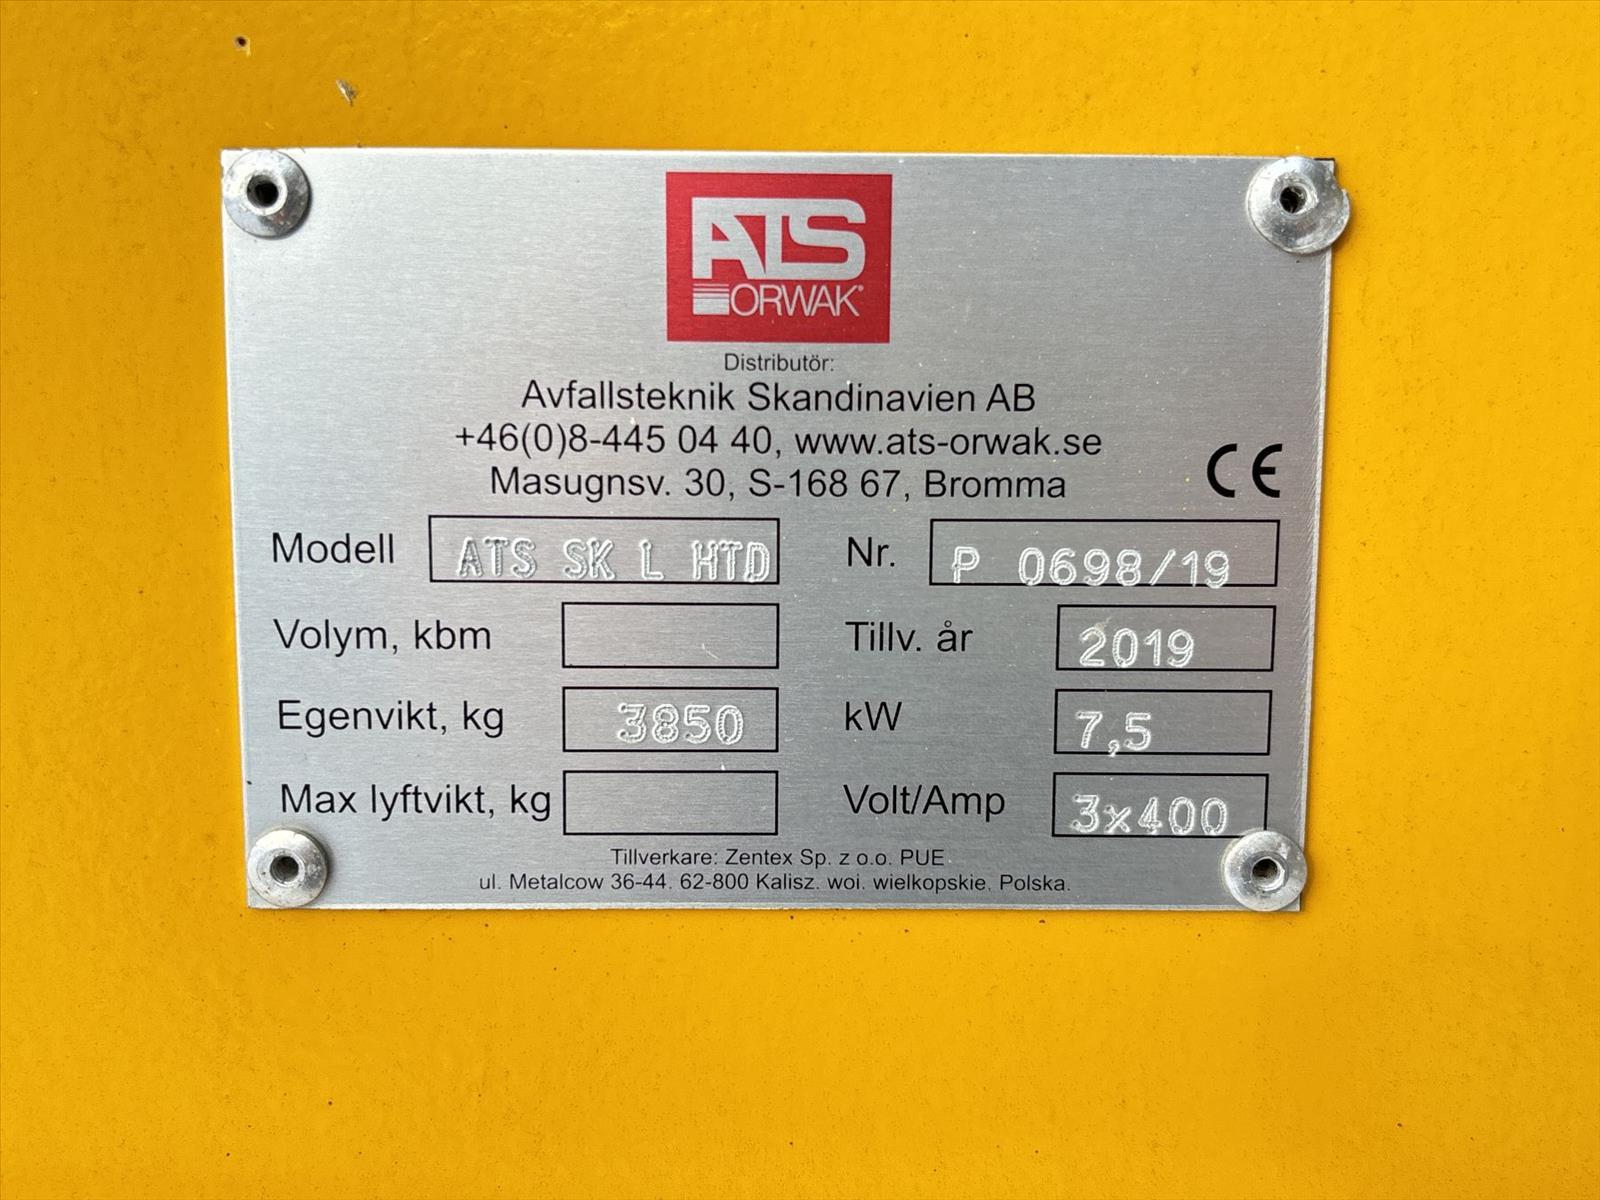 ATS
ORWAK®
Distributör:
Avfallsteknik Skandinavien AB
+46(0)8-445 04 40, www.ats-orwak.se
Masugnsv. 30, S-168 67, Bromma
CE
Modell ATS SK L HTD Nr. P 0698/19
Volym, kbm Tillv. år 2019
Egenvikt, kg 3850 kW 7,5
Max lyftvikt, kg Volt/Amp 3x400
Tillverkare: Zentex Sp. z o.o. PUE
ul. Metalcow 36-44. 62-800 Kalisz. woi. wielkopskie. Polska.